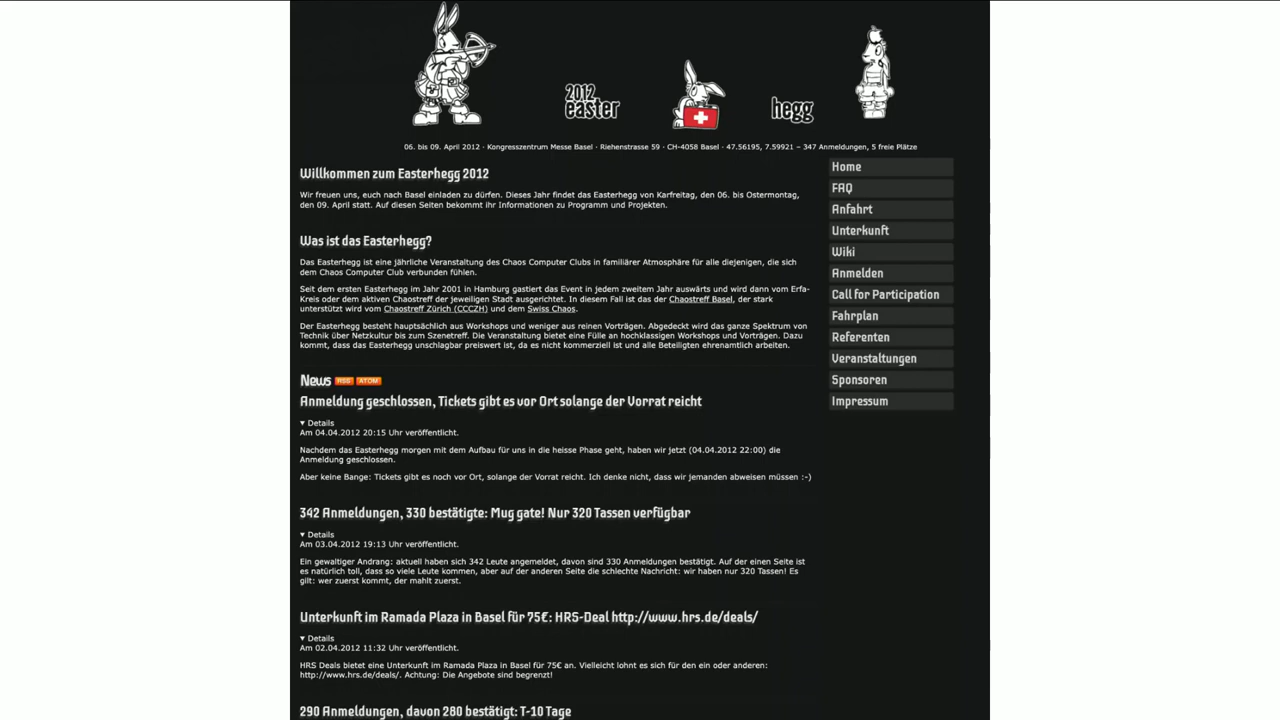 2012
easter
hegg
06. bis 09. April 2012 · Kongresszentrum Messe Basel · Riehenstrasse 59 · CH-4058 Basel · 47.56195, 7.59921 – 347 Anmeldungen, 5 freie Plätze
Willkommen zum Easterhegg 2012
Wir freuen uns, euch nach Basel einladen zu dürfen. Dieses Jahr findet das Easterhegg von Karfreitag, den 06. bis Ostermontag,
den 09. April statt. Auf diesen Seiten bekommt ihr Informationen zu Programm und Projekten.
Was ist das Easterhegg?
Das Easterhegg ist eine jährliche Veranstaltung des Chaos Computer Clubs in familiärer Atmosphäre für alle diejenigen, die sich
dem Chaos Computer Club verbunden fühlen.
Seit dem ersten Easterhegg im Jahr 2001 in Hamburg gastiert das Event in jedem zweitem Jahr auswärts und wird dann vom Erfa-
Kreis oder dem aktiven Chaostreff der jeweiligen Stadt ausgerichtet. In diesem Fall ist das der Chaostreff Basel, der stark
unterstützt wird vom Chaostreff Zürich (CCCZH) und dem Swiss Chaos.
Der Easterhegg besteht hauptsächlich aus Workshops und weniger aus reinen Vorträgen. Abgedeckt wird das ganze Spektrum von
Technik über Netzkultur bis zum Szenetreff. Die Veranstaltung bietet eine Fülle an hochklassigen Workshops und Vorträgen. Dazu
kommt, dass das Easterhegg unschlagbar preiswert ist, da es nicht kommerziell ist und alle Beteiligten ehrenamtlich arbeiten.
News RSS ATOM
Anmeldung geschlossen, Tickets gibt es vor Ort solange der Vorrat reicht
▼ Details
Am 04.04.2012 20:15 Uhr veröffentlicht.
Nachdem das Easterhegg morgen mit dem Aufbau für uns in die heisse Phase geht, haben wir jetzt (04.04.2012 22:00) die
Anmeldung geschlossen.
Aber keine Bange: Tickets gibt es noch vor Ort, solange der Vorrat reicht. Ich denke nicht, dass wir jemanden abweisen müssen :-)
342 Anmeldungen, 330 bestätigte: Mug gate! Nur 320 Tassen verfügbar
▼ Details
Am 03.04.2012 19:13 Uhr veröffentlicht.
Ein gewaltiger Andrang: aktuell haben sich 342 Leute angemeldet, davon sind 330 Anmeldungen bestätigt. Auf der einen Seite ist
es natürlich toll, dass so viele Leute kommen, aber auf der anderen Seite die schlechte Nachricht: wir haben nur 320 Tassen! Es
gilt: wer zuerst kommt, der mahlt zuerst.
Unterkunft im Ramada Plaza in Basel für 75€: HRS-Deal http://www.hrs.de/deals/
▼ Details
Am 02.04.2012 11:32 Uhr veröffentlicht.
HRS Deals bietet eine Unterkunft im Ramada Plaza in Basel für 75€ an. Vielleicht lohnt es sich für den ein oder anderen:
http://www.hrs.de/deals/. Achtung: Die Angebote sind begrenzt!
290 Anmeldungen, davon 280 bestätigt: T-10 Tage
Home
FAQ
Anfahrt
Unterkunft
Wiki
Anmelden
Call for Participation
Fahrplan
Referenten
Veranstaltungen
Sponsoren
Impressum